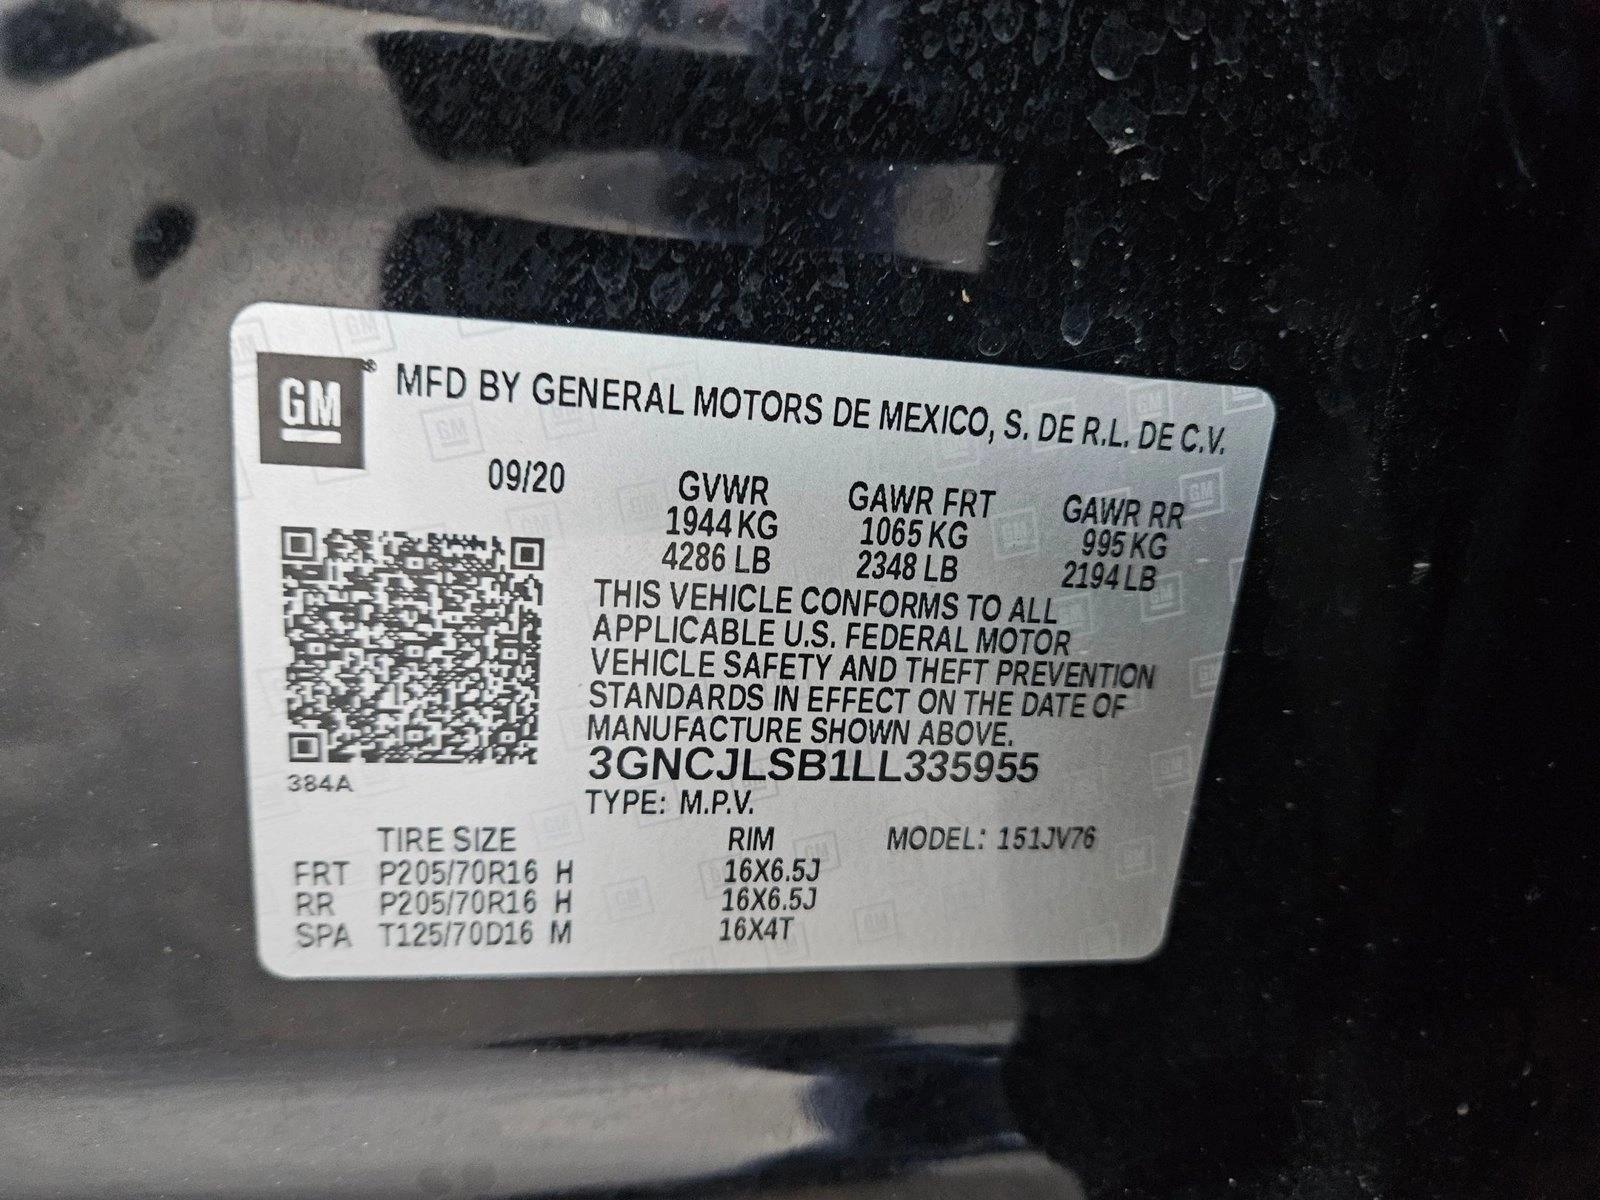 GM® MFD BY GENERAL MOTORS DE MEXICO, S. DE R.L. DE C.V.
09/20
GVWR GAWR FRT GAWR RR
1944 KG 1065 KG 995 KG
4286 LB 2348 LB 2194 LB
THIS VEHICLE CONFORMS TO ALL
APPLICABLE U.S. FEDERAL MOTOR
VEHICLE SAFETY AND THEFT PREVENTION
STANDARDS IN EFFECT ON THE DATE OF
MANUFACTURE SHOWN ABOVE.
3GNCJLSB1LL335955
384A
TYPE: M.P.V.
TIRE SIZE RIM MODEL: 151JV76
FRT P205/70R16 H 16X6.5J
RR P205/70R16 H 16X6.5J
SPA T125/70D16 M 16X4T